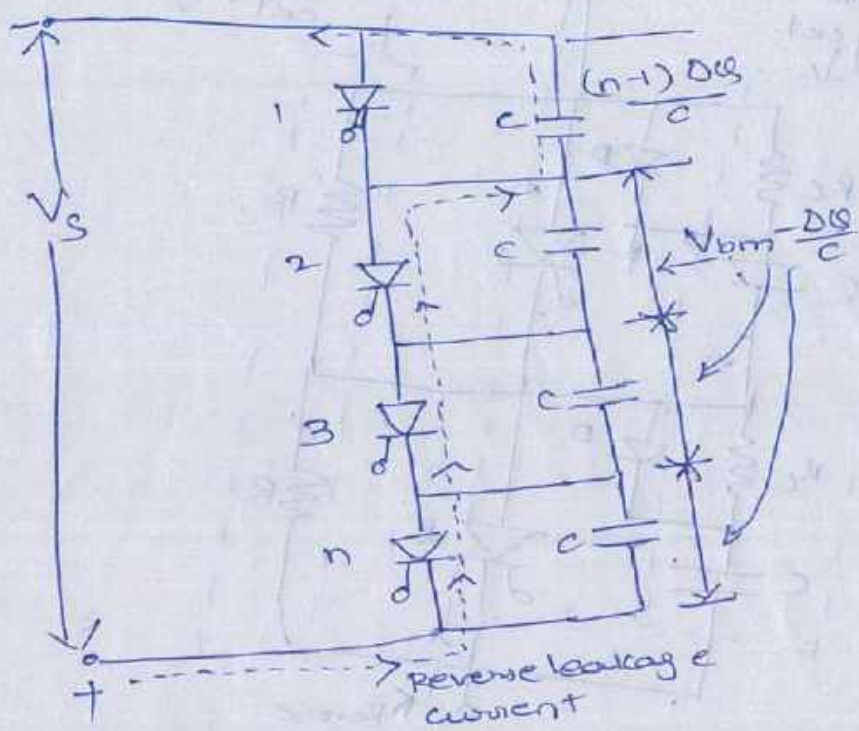 −
1
C
(n-1) ΔQ/C
Vs
2
C
Vbm - ΔQ/C
3
C
n
C
+
Reverse leakage
current